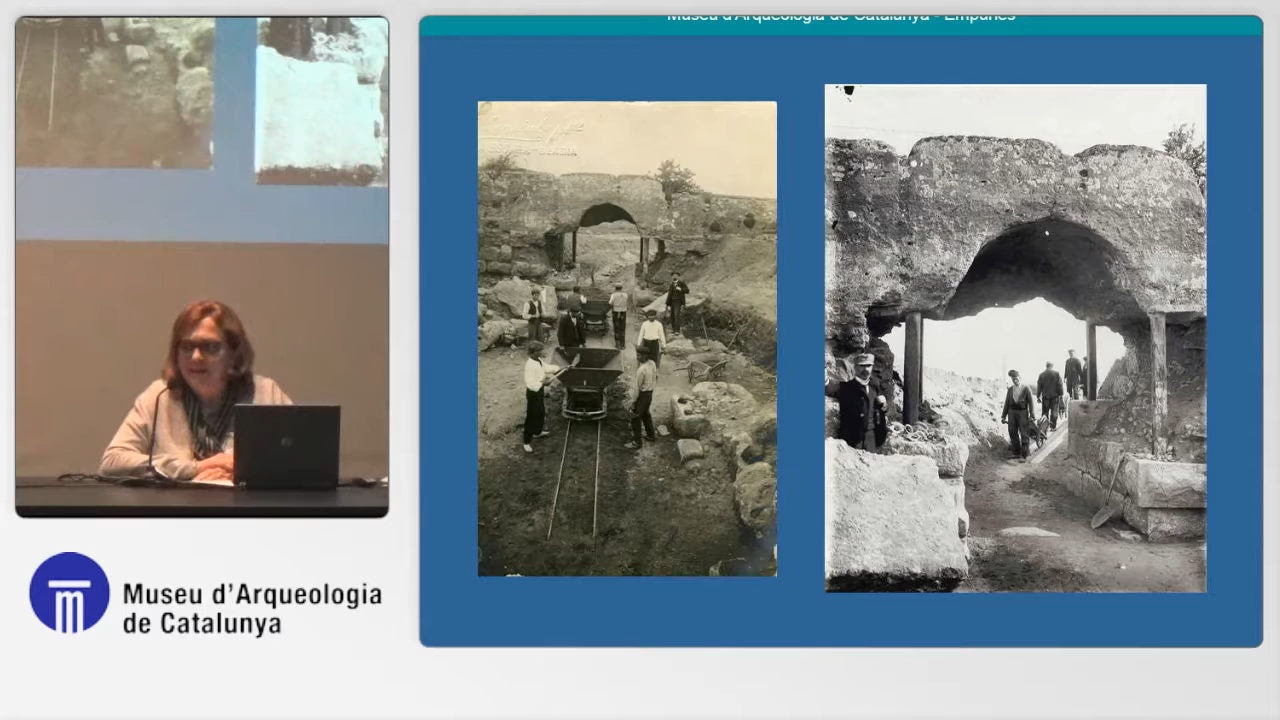 Museu d'Arqueologia de Catalunya - Empúries
Museu d'Arqueologia
de Catalunya